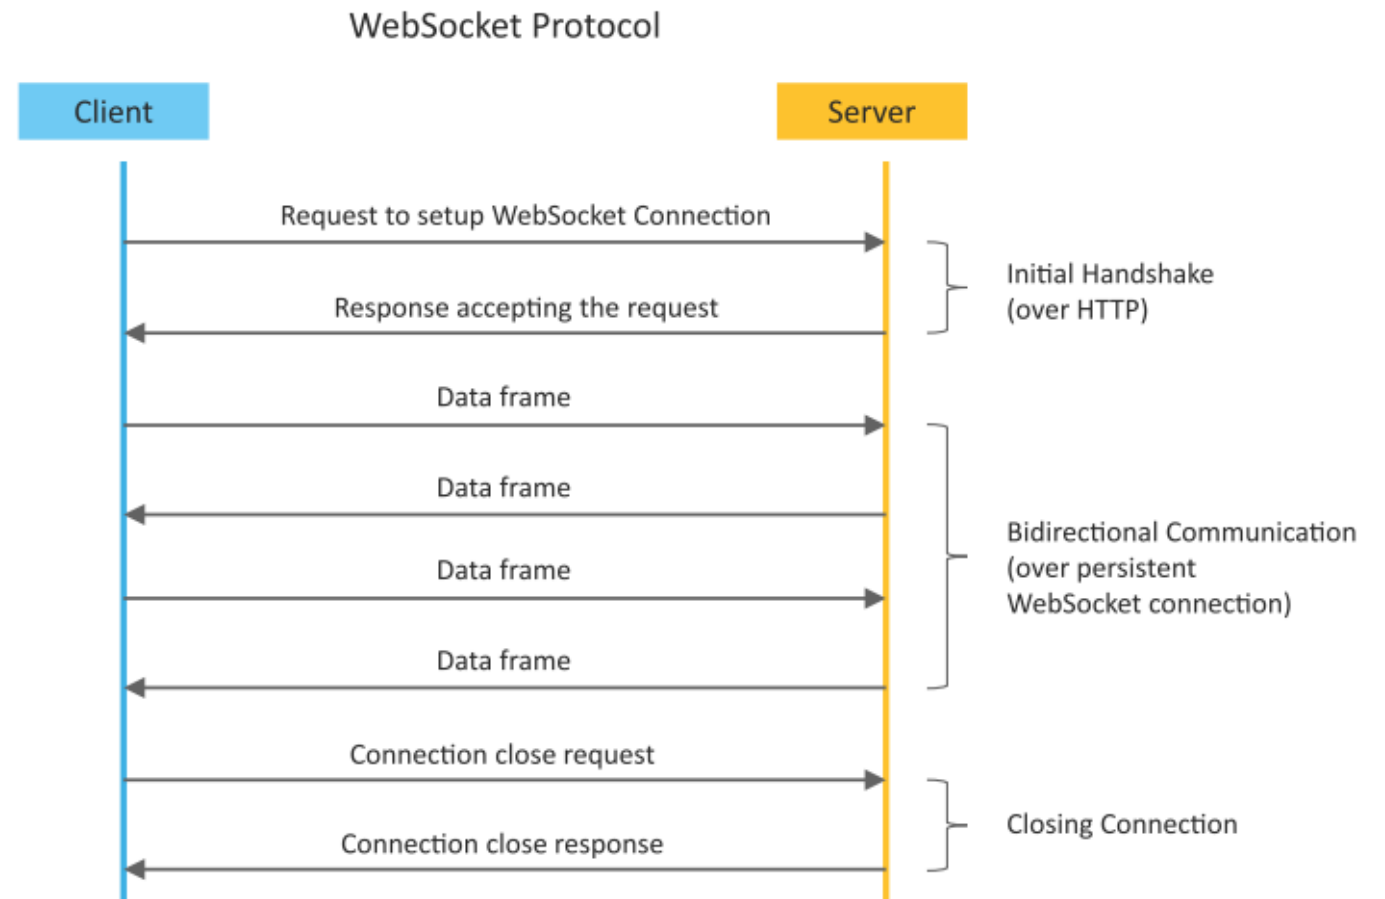 WebSocket Protocol
Client
Server
Request to setup WebSocket Connection
Response accepting the request
Initial Handshake
(over HTTP)
Data frame
Data frame
Data frame
Data frame
Bidirectional Communication
(over persistent
WebSocket connection)
Connection close request
Connection close response
Closing Connection